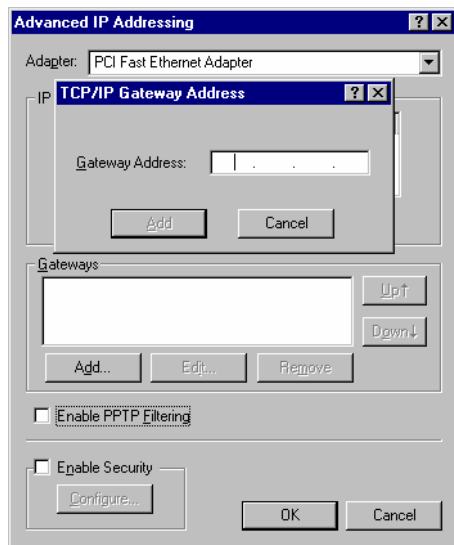 Advanced IP Addressing
Adapter: PCI Fast Ethernet Adapter
IP
TCP/IP Gateway Address
Gateway Address: . . .
Add Cancel
Gateways
Up↑
Down↓
Add... Edit... Remove
Enable PPTP Filtering
Enable Security
Configure...
OK Cancel